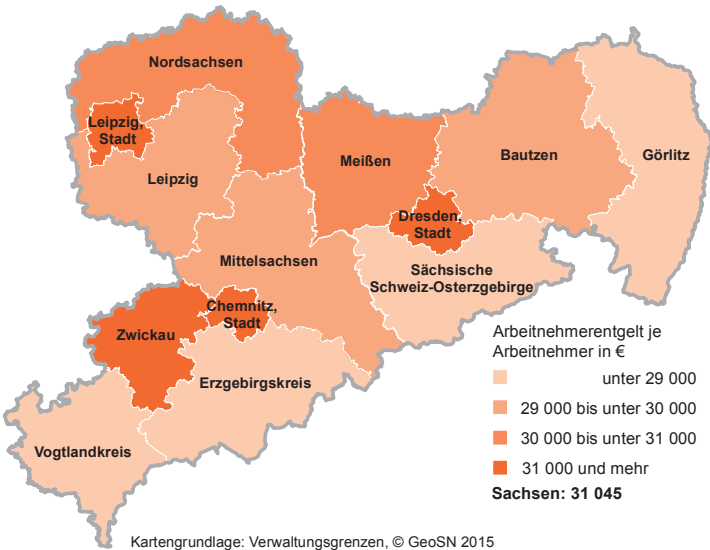 Nordsachsen
Leipzig,
Stadt
Leipzig
Meißen
Bautzen
Görlitz
Dresden,
Stadt
Mittelsachsen
Sächsische
Schweiz-Osterzgebirge
Chemnitz,
Stadt
Zwickau
Erzgebirgskreis
Vogtlandkreis
Arbeitnehmerentgelt je
Arbeitnehmer in €
unter 29 000
29 000 bis unter 30 000
30 000 bis unter 31 000
31 000 und mehr
Sachsen: 31 045
Kartengrundlage: Verwaltungsgrenzen, © GeoSN 2015